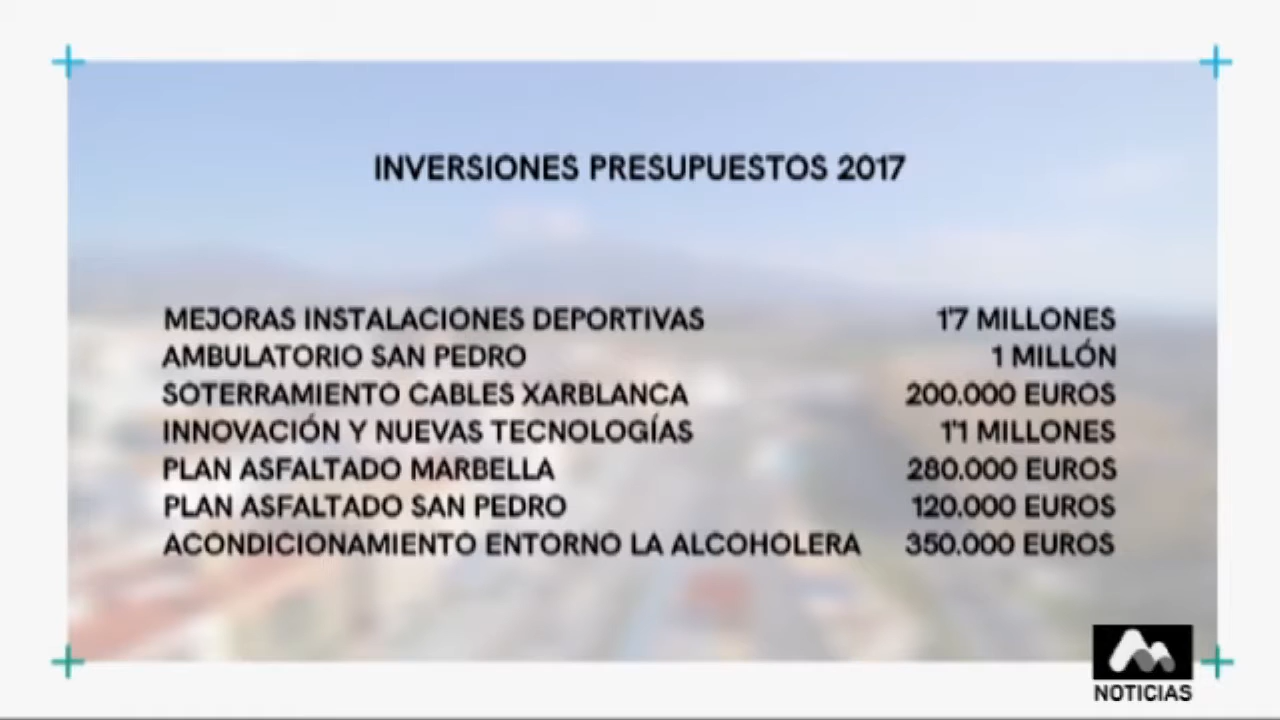 INVERSIONES PRESUPUESTOS 2017
MEJORAS INSTALACIONES DEPORTIVAS 1'7 MILLONES
AMBULATORIO SAN PEDRO 1 MILLÓN
SOTERRAMIENTO CABLES XARBLANCA 200.000 EUROS
INNOVACIÓN Y NUEVAS TECNOLOGÍAS 1'1 MILLONES
PLAN ASFALTADO MARBELLA 280.000 EUROS
PLAN ASFALTADO SAN PEDRO 120.000 EUROS
ACONDICIONAMIENTO ENTORNO LA ALCOHOLERA 350.000 EUROS
NOTICIAS